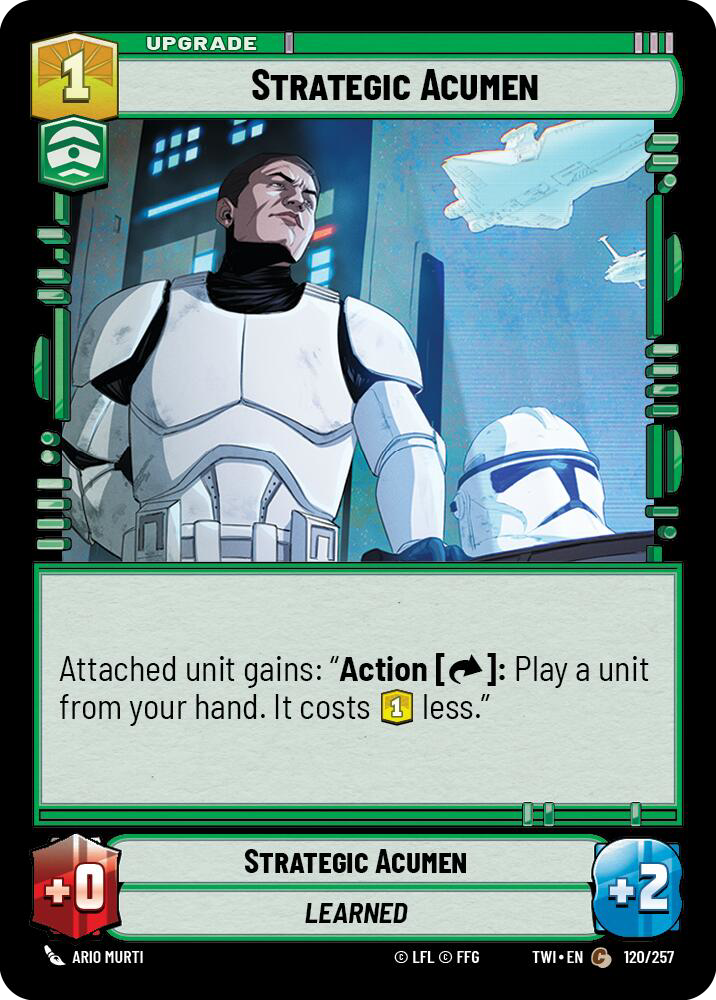 UPGRADE
1
STRATEGIC ACUMEN
Attached unit gains: “Action [ ]: Play a unit
from your hand. It costs 1 less.”
STRATEGIC ACUMEN
+0
+2
LEARNED
ARIO MURTI
© LFL © FFG
TWI • EN
C
120/257